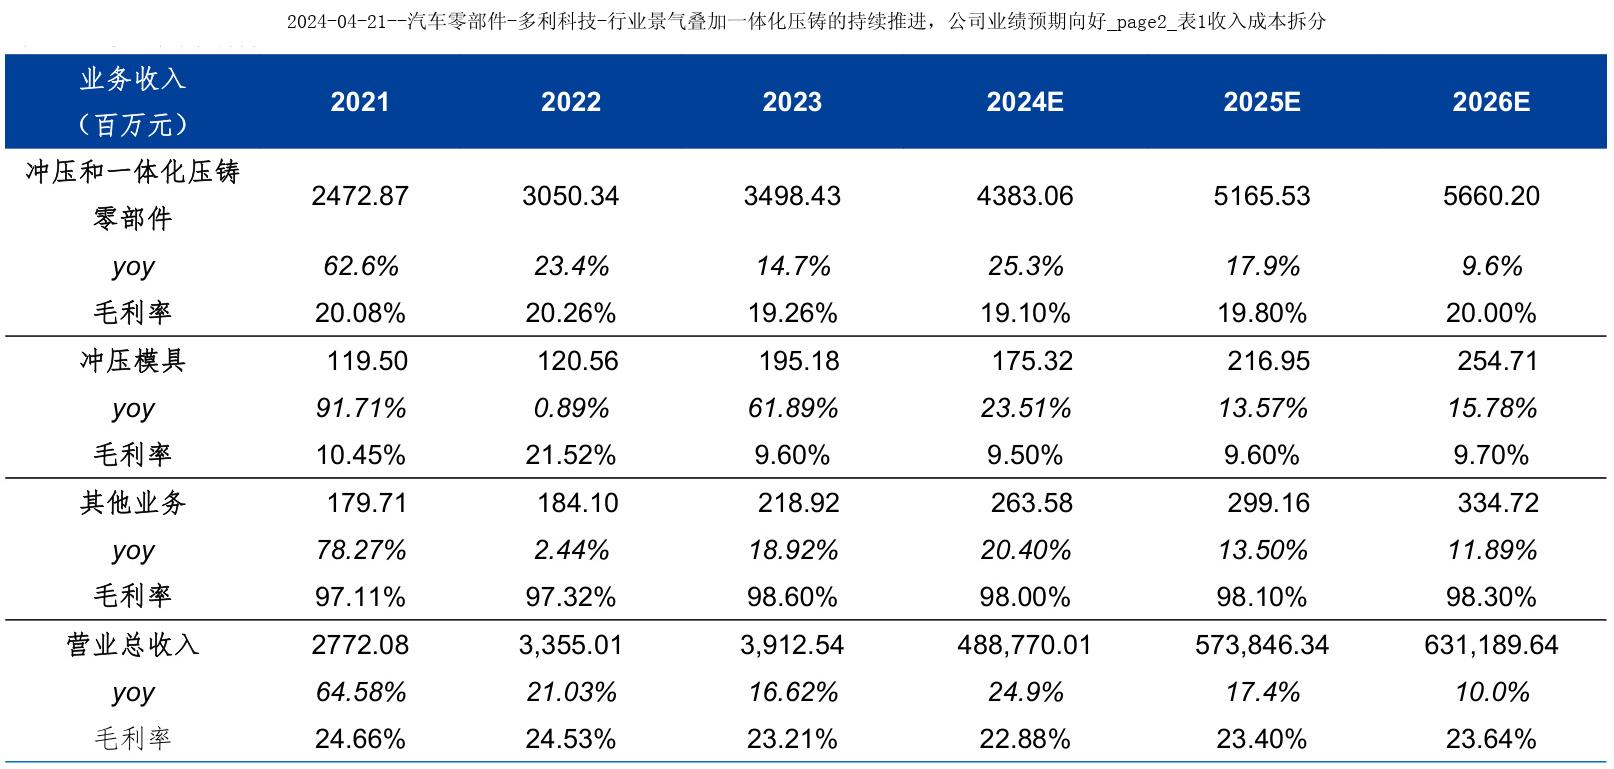 2024-04-21--汽车零部件-多利科技-行业景气叠加一体化压铸的持续推进，公司业绩预期向好_page2_表1收入成本拆分
业务收入
（百万元） 2021 2022 2023 2024E 2025E 2026E
冲压和一体化压铸
零部件 2472.87 3050.34 3498.43 4383.06 5165.53 5660.20
yoy 62.6% 23.4% 14.7% 25.3% 17.9% 9.6%
毛利率 20.08% 20.26% 19.26% 19.10% 19.80% 20.00%
冲压模具 119.50 120.56 195.18 175.32 216.95 254.71
yoy 91.71% 0.89% 61.89% 23.51% 13.57% 15.78%
毛利率 10.45% 21.52% 9.60% 9.50% 9.60% 9.70%
其他业务 179.71 184.10 218.92 263.58 299.16 334.72
yoy 78.27% 2.44% 18.92% 20.40% 13.50% 11.89%
毛利率 97.11% 97.32% 98.60% 98.00% 98.10% 98.30%
营业总收入 2772.08 3,355.01 3,912.54 488,770.01 573,846.34 631,189.64
yoy 64.58% 21.03% 16.62% 24.9% 17.4% 10.0%
毛利率 24.66% 24.53% 23.21% 22.88% 23.40% 23.64%